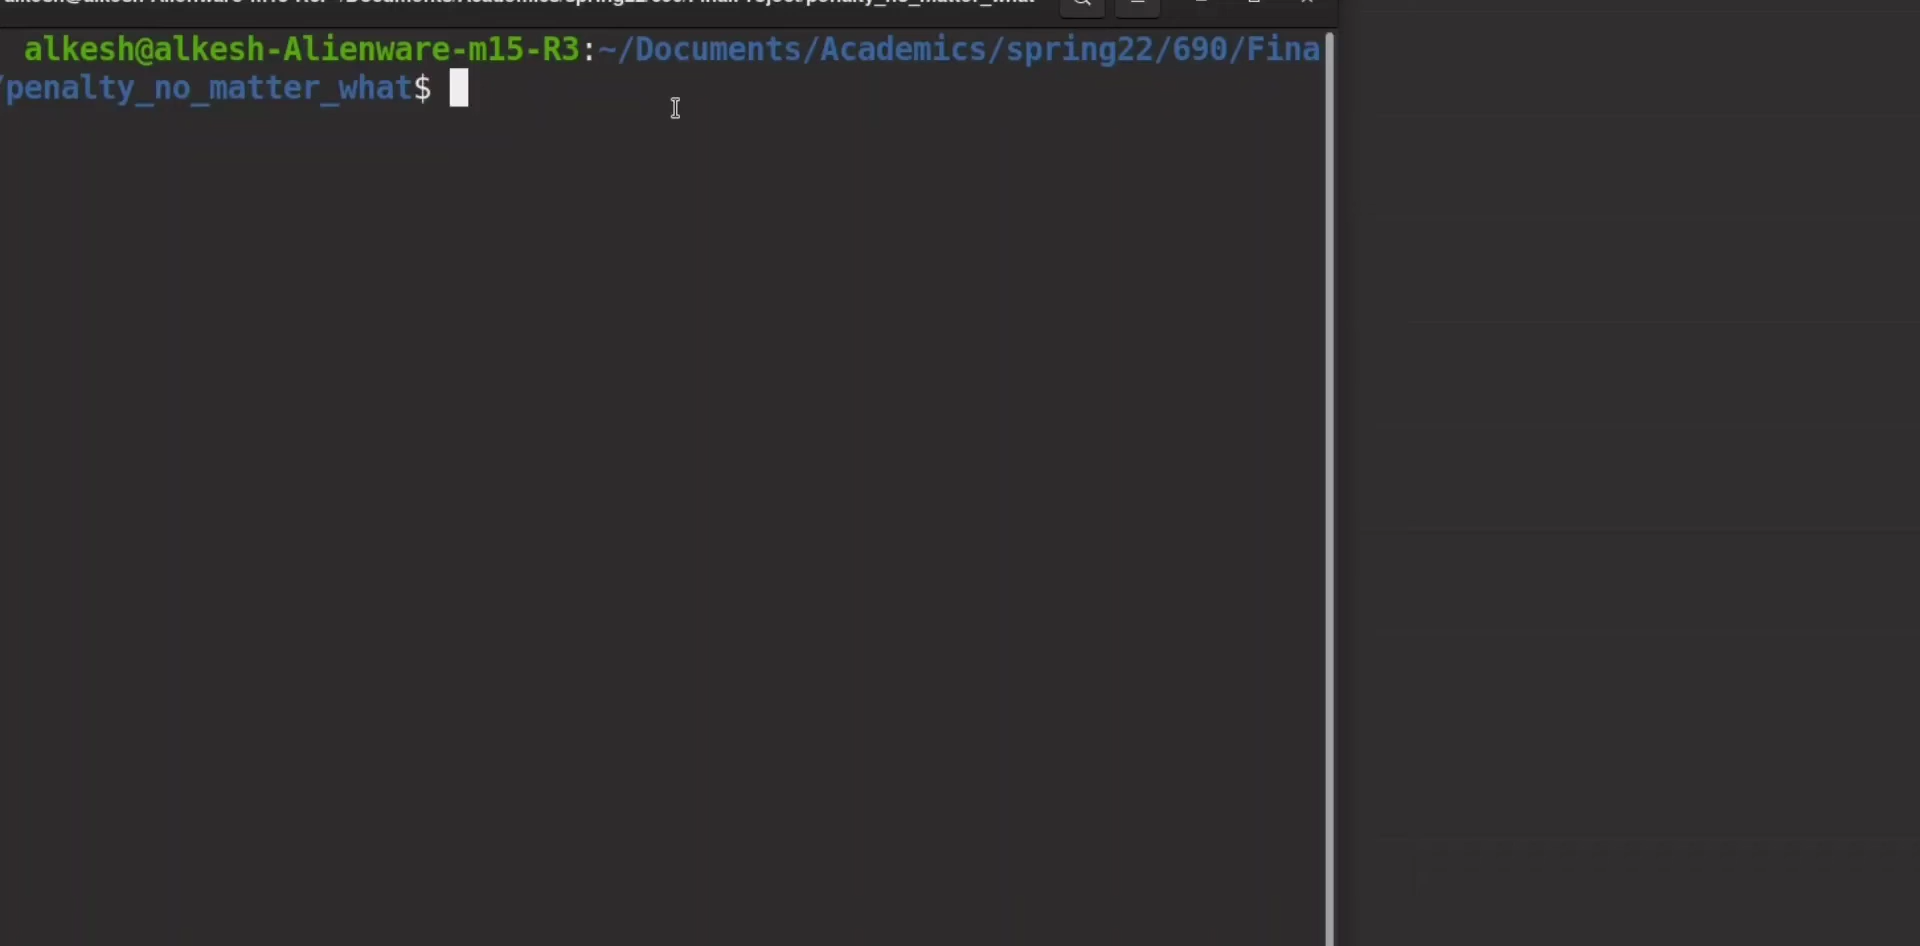 alkesh@alkesh-Alienware-m15-R3:~/Documents/Academics/spring22/690/Fina
/penalty_no_matter_what$